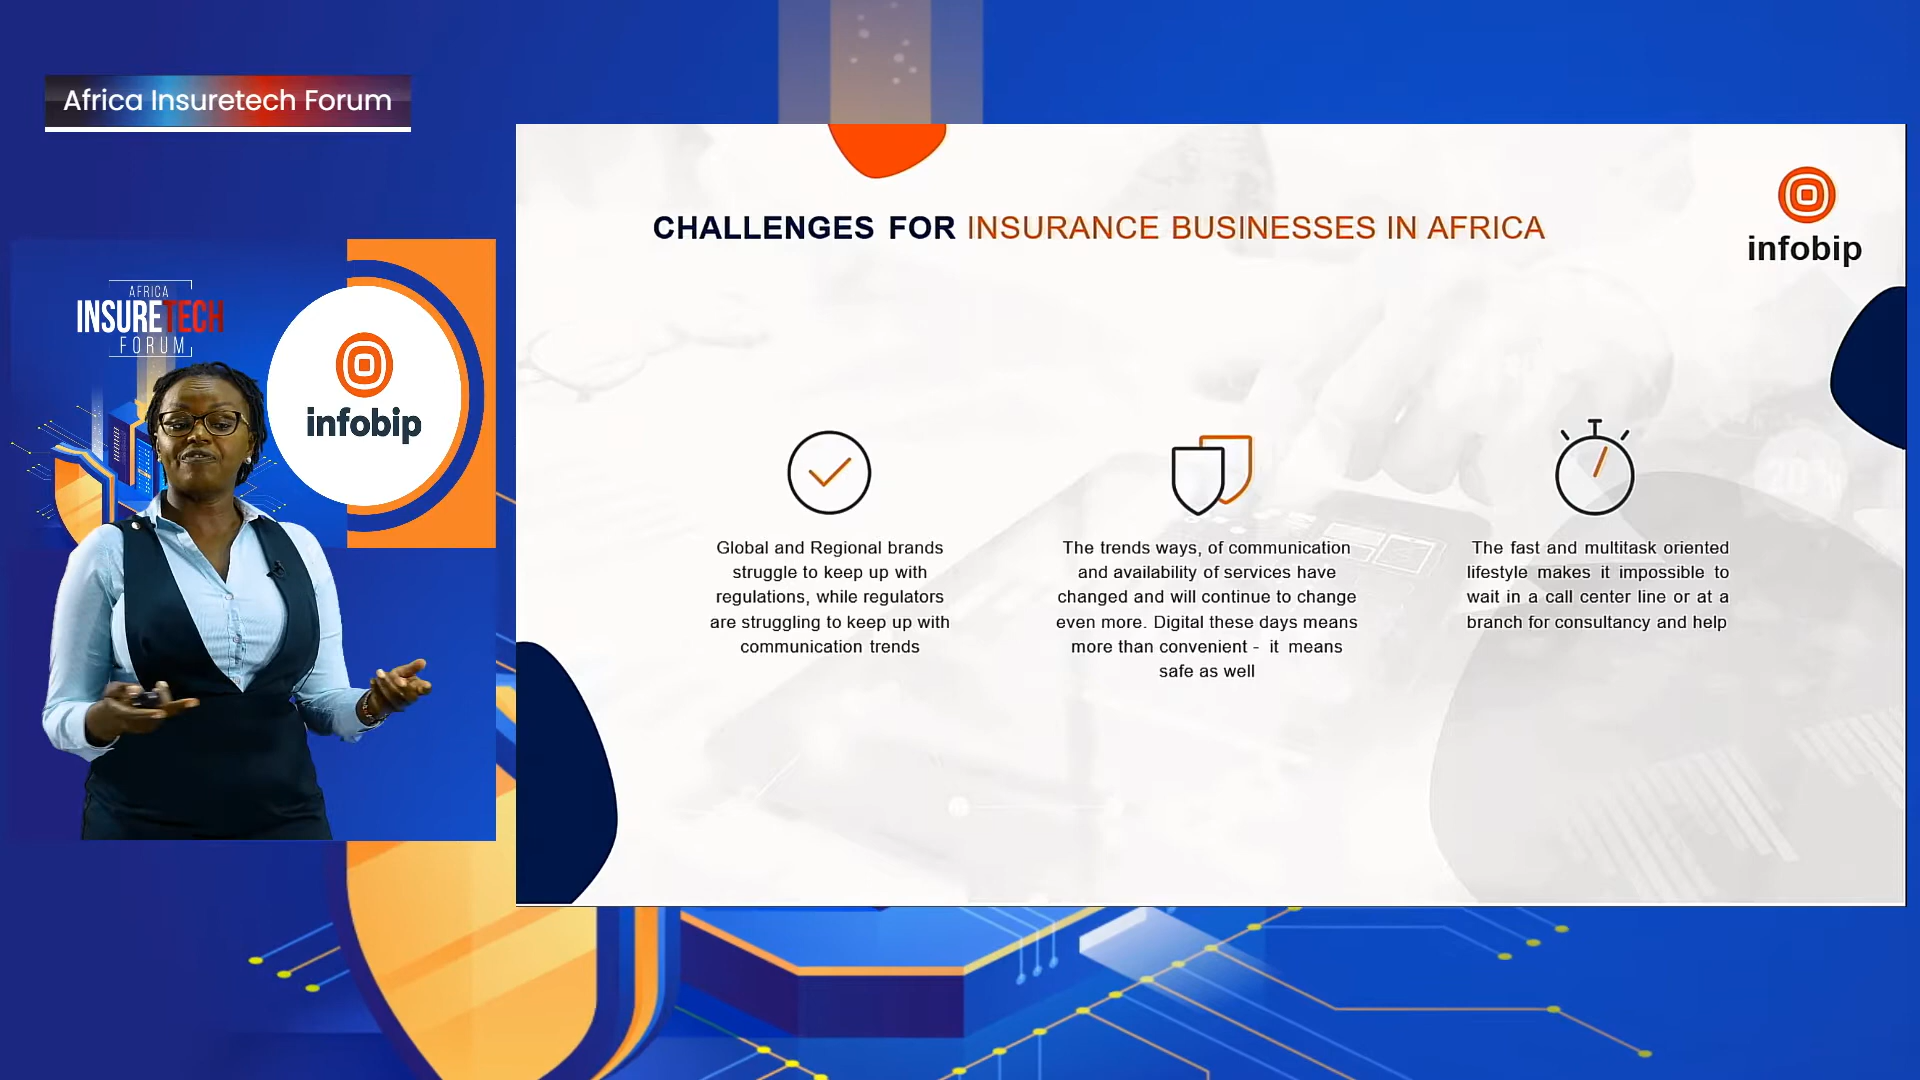 Africa Insuretech Forum
AFRICA
INSURETECH
FORUM
infobip
CHALLENGES FOR INSURANCE BUSINESSES IN AFRICA
infobip
Global and Regional brands
struggle to keep up with
regulations, while regulators
are struggling to keep up with
communication trends
The trends ways, of communication
and availability of services have
changed and will continue to change
even more. Digital these days means
more than convenient - it means
safe as well
The fast and multitask oriented
lifestyle makes it impossible to
wait in a call center line or at a
branch for consultancy and help